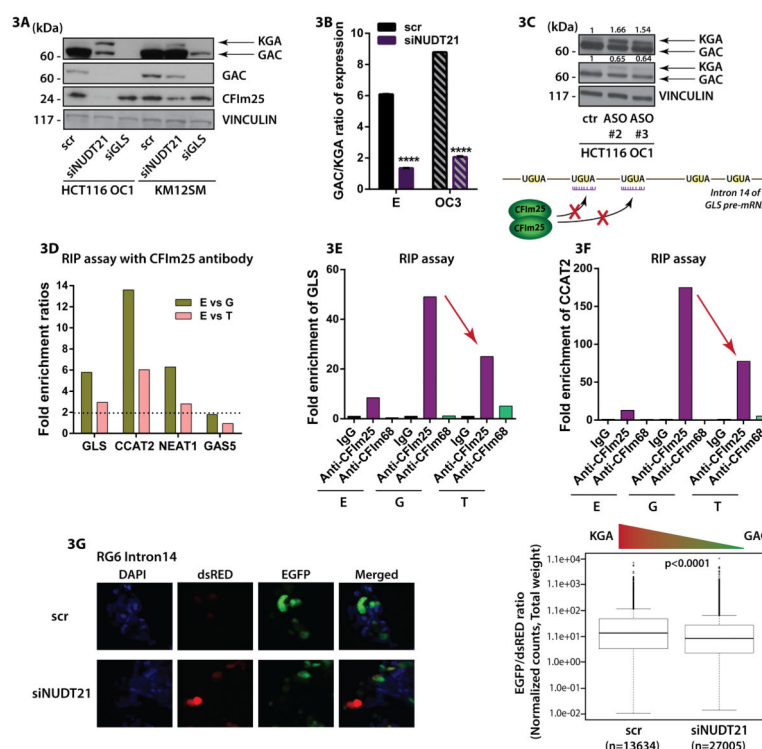 3A
(kDa)
60
60
24
117
KGA
GAC
GAC
CFIm25
VINCULIN
scr
siNUDT21
siGLS
scr
siNUDT21
siGLS
HCT116 OC1
KM12SM
3B
scr
siNUDT21
GAC/KGA ratio of expression
10
8
6
4
2
0
****
****
E
OC3
3C
(kDa)
1 1.66 1.54
60
KGA
GAC
1 0.65 0.64
60
KGA
GAC
117
VINCULIN
ctr ASO ASO
#2 #3
HCT116 OC1
UGUA UGUA UGUA UGUA UGUA
CFIm25
CFIm25
Intron 14 of
GLS pre-mRN
3D
RIP assay with CFIm25 antibody
Fold enrichment ratios
14
12
10
8
6
4
2
0
E vs G
E vs T
GLS CCAT2 NEAT1 GAS5
3E
RIP assay
Fold enrichment of GLS
60
40
20
0
IgG
Anti-CFIm25
Anti-CFIm68
IgG
Anti-CFIm25
Anti-CFIm68
IgG
Anti-CFIm25
Anti-CFIm68
E G T
3F
RIP assay
Fold enrichment of CCAT2
200
150
100
50
0
IgG
Anti-CFIm25
Anti-CFIm68
IgG
Anti-CFIm25
Anti-CFIm68
IgG
Anti-CFIm25
Anti-CFIm68
E G T
3G
RG6 Intron14
DAPI dsRED EGFP Merged
scr
siNUDT21
KGA GAC
p<0.0001
EGFP/dsRED ratio
(Normalized counts, Total weight)
1.1e+04
1.1e+03
1.1e+02
1.1e+01
1.0e+00
1.0e-01
1.0e-02
scr
(n=13634)
siNUDT21
(n=27005)